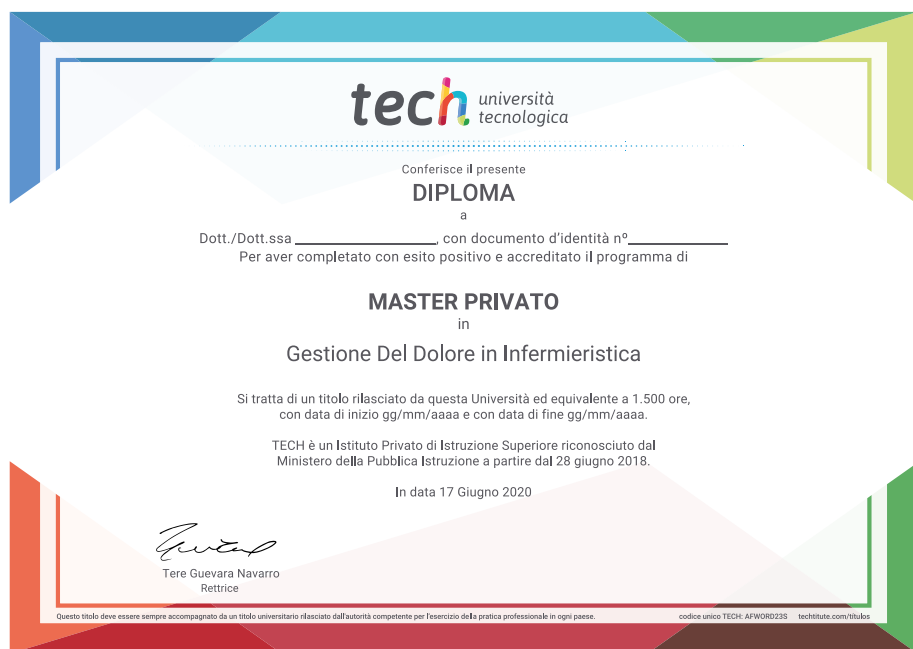 tech università
tecnologica
Conferisce il presente
DIPLOMA
a
Dott./Dott.ssa _________________, con documento d'identità nº____________
Per aver completato con esito positivo e accreditato il programma di
MASTER PRIVATO
in
Gestione Del Dolore in Infermieristica
Si tratta di un titolo rilasciato da questa Università ed equivalente a 1.500 ore,
con data di inizio gg/mm/aaaa e con data di fine gg/mm/aaaa.
TECH è un Istituto Privato di Istruzione Superiore riconosciuto dal
Ministero della Pubblica Istruzione a partire dal 28 giugno 2018.
In data 17 Giugno 2020
Tere Guevara Navarro
Rettrice
Questo titolo deve essere sempre accompagnato da un titolo universitario rilasciato dall'autorità competente per l'esercizio della pratica professionale in ogni paese. codice unico TECH: AFWORD23S techtitute.com/titulos